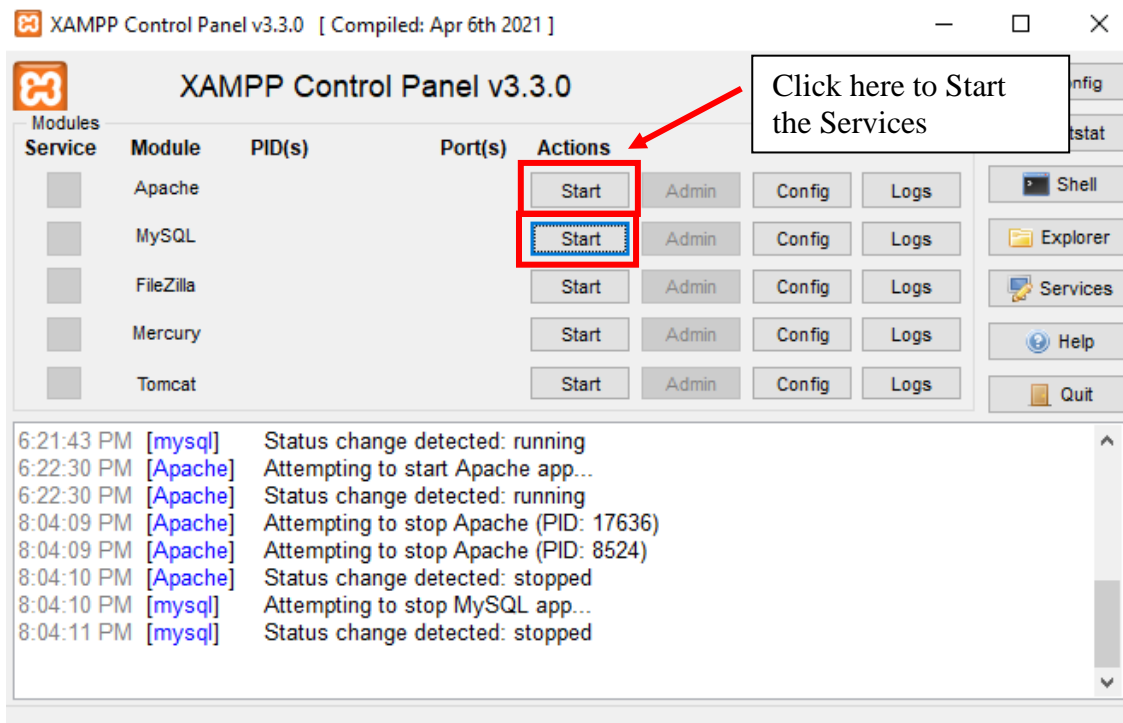 XAMPP Control Panel v3.3.0 [ Compiled: Apr 6th 2021 ]
XAMPP Control Panel v3.3.0
Click here to Start
the Services
nfig
Modules
Service Module PID(s) Port(s) Actions
tstat
Apache Start Admin Config Logs
Shell
MySQL Start Admin Config Logs
Explorer
FileZilla Start Admin Config Logs
Services
Mercury Start Admin Config Logs
Help
Tomcat Start Admin Config Logs
Quit
6:21:43 PM [mysql] Status change detected: running
6:22:30 PM [Apache] Attempting to start Apache app...
6:22:30 PM [Apache] Status change detected: running
8:04:09 PM [Apache] Attempting to stop Apache (PID: 17636)
8:04:09 PM [Apache] Attempting to stop Apache (PID: 8524)
8:04:10 PM [Apache] Status change detected: stopped
8:04:10 PM [mysql] Attempting to stop MySQL app...
8:04:11 PM [mysql] Status change detected: stopped